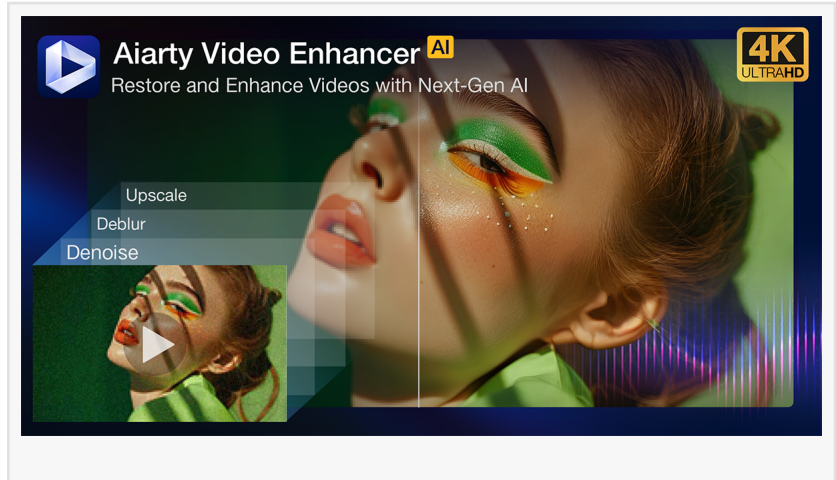 Aiarty Video Enhancer AI
Restore and Enhance Videos with Next-Gen AI
4K
ULTRAHD
Upscale
Deblur
Denoise